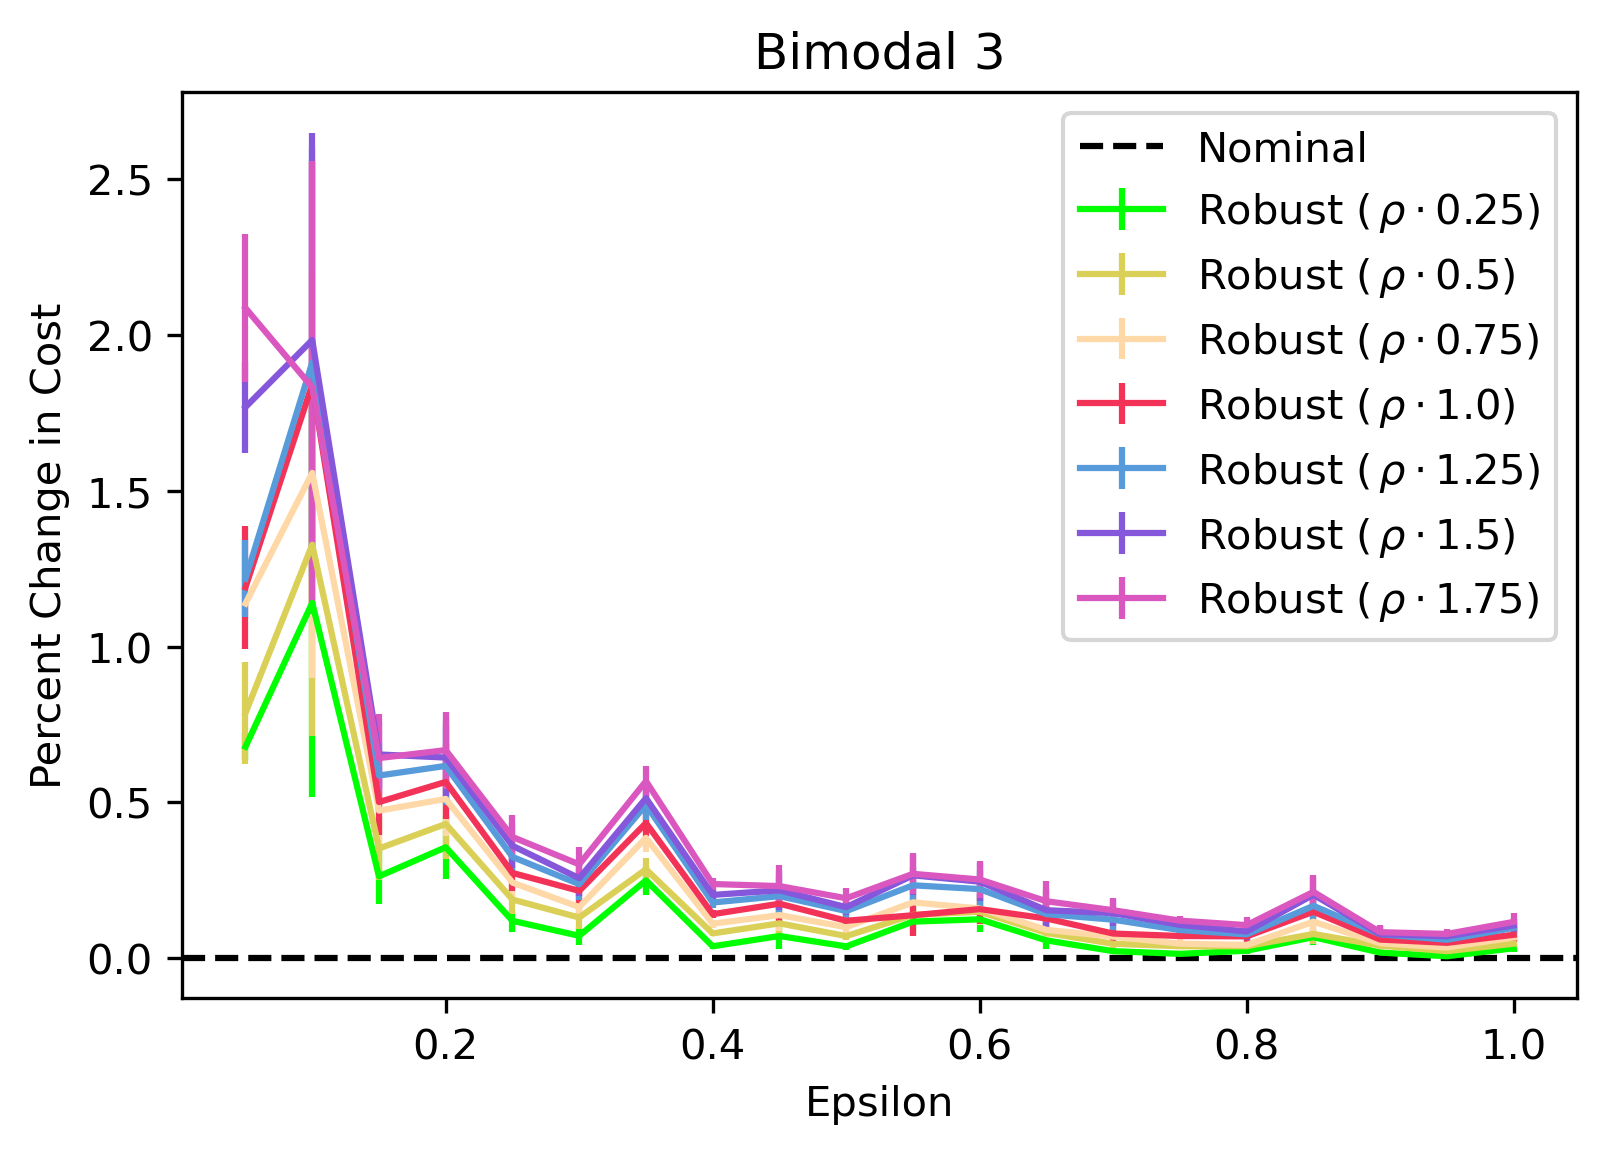 Bimodal 3
Percent Change in Cost
2.5
2.0
1.5
1.0
0.5
0.0
Nominal
Robust (ρ · 0.25)
Robust (ρ · 0.5)
Robust (ρ · 0.75)
Robust (ρ · 1.0)
Robust (ρ · 1.25)
Robust (ρ · 1.5)
Robust (ρ · 1.75)
0.2 0.4 0.6 0.8 1.0
Epsilon